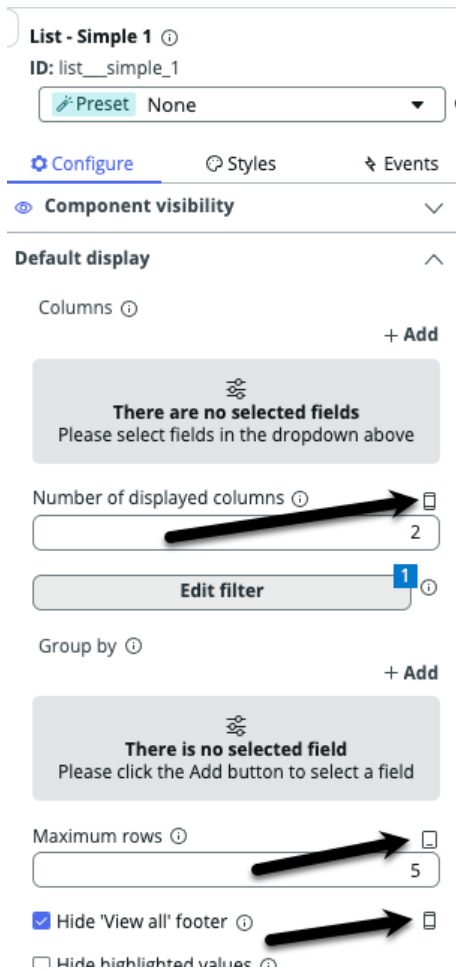 List - Simple 1
ID: list___simple_1
Preset None
Configure Styles Events
Component visibility
Default display
Columns
+ Add
There are no selected fields
Please select fields in the dropdown above
Number of displayed columns
2
1
Edit filter
Group by
+ Add
There is no selected field
Please click the Add button to select a field
Maximum rows
5
Hide 'View all' footer
Hide highlighted values